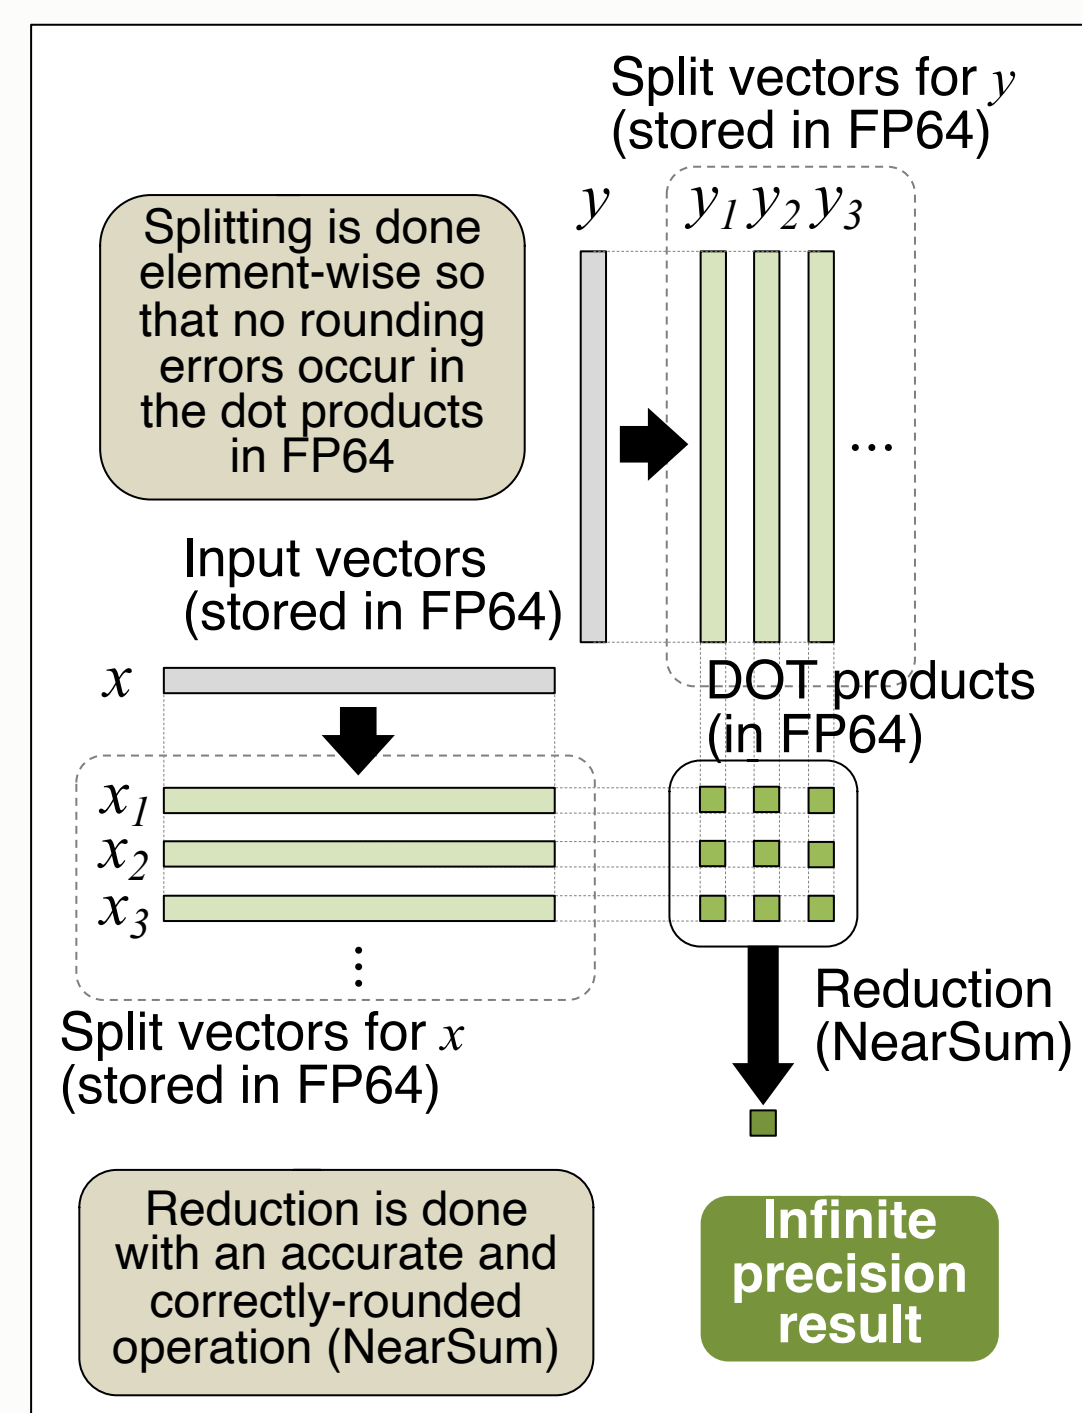 Split vectors for y
(stored in FP64)
y y1 y2 y3
Splitting is done
element-wise so
that no rounding
errors occur in
the dot products
in FP64
...
Input vectors
(stored in FP64)
x
DOT products
(in FP64)
x1
x2
x3
⋮
Split vectors for x
(stored in FP64)
Reduction
(NearSum)
Reduction is done
with an accurate and
correctly-rounded
operation (NearSum)
Infinite
precision
result